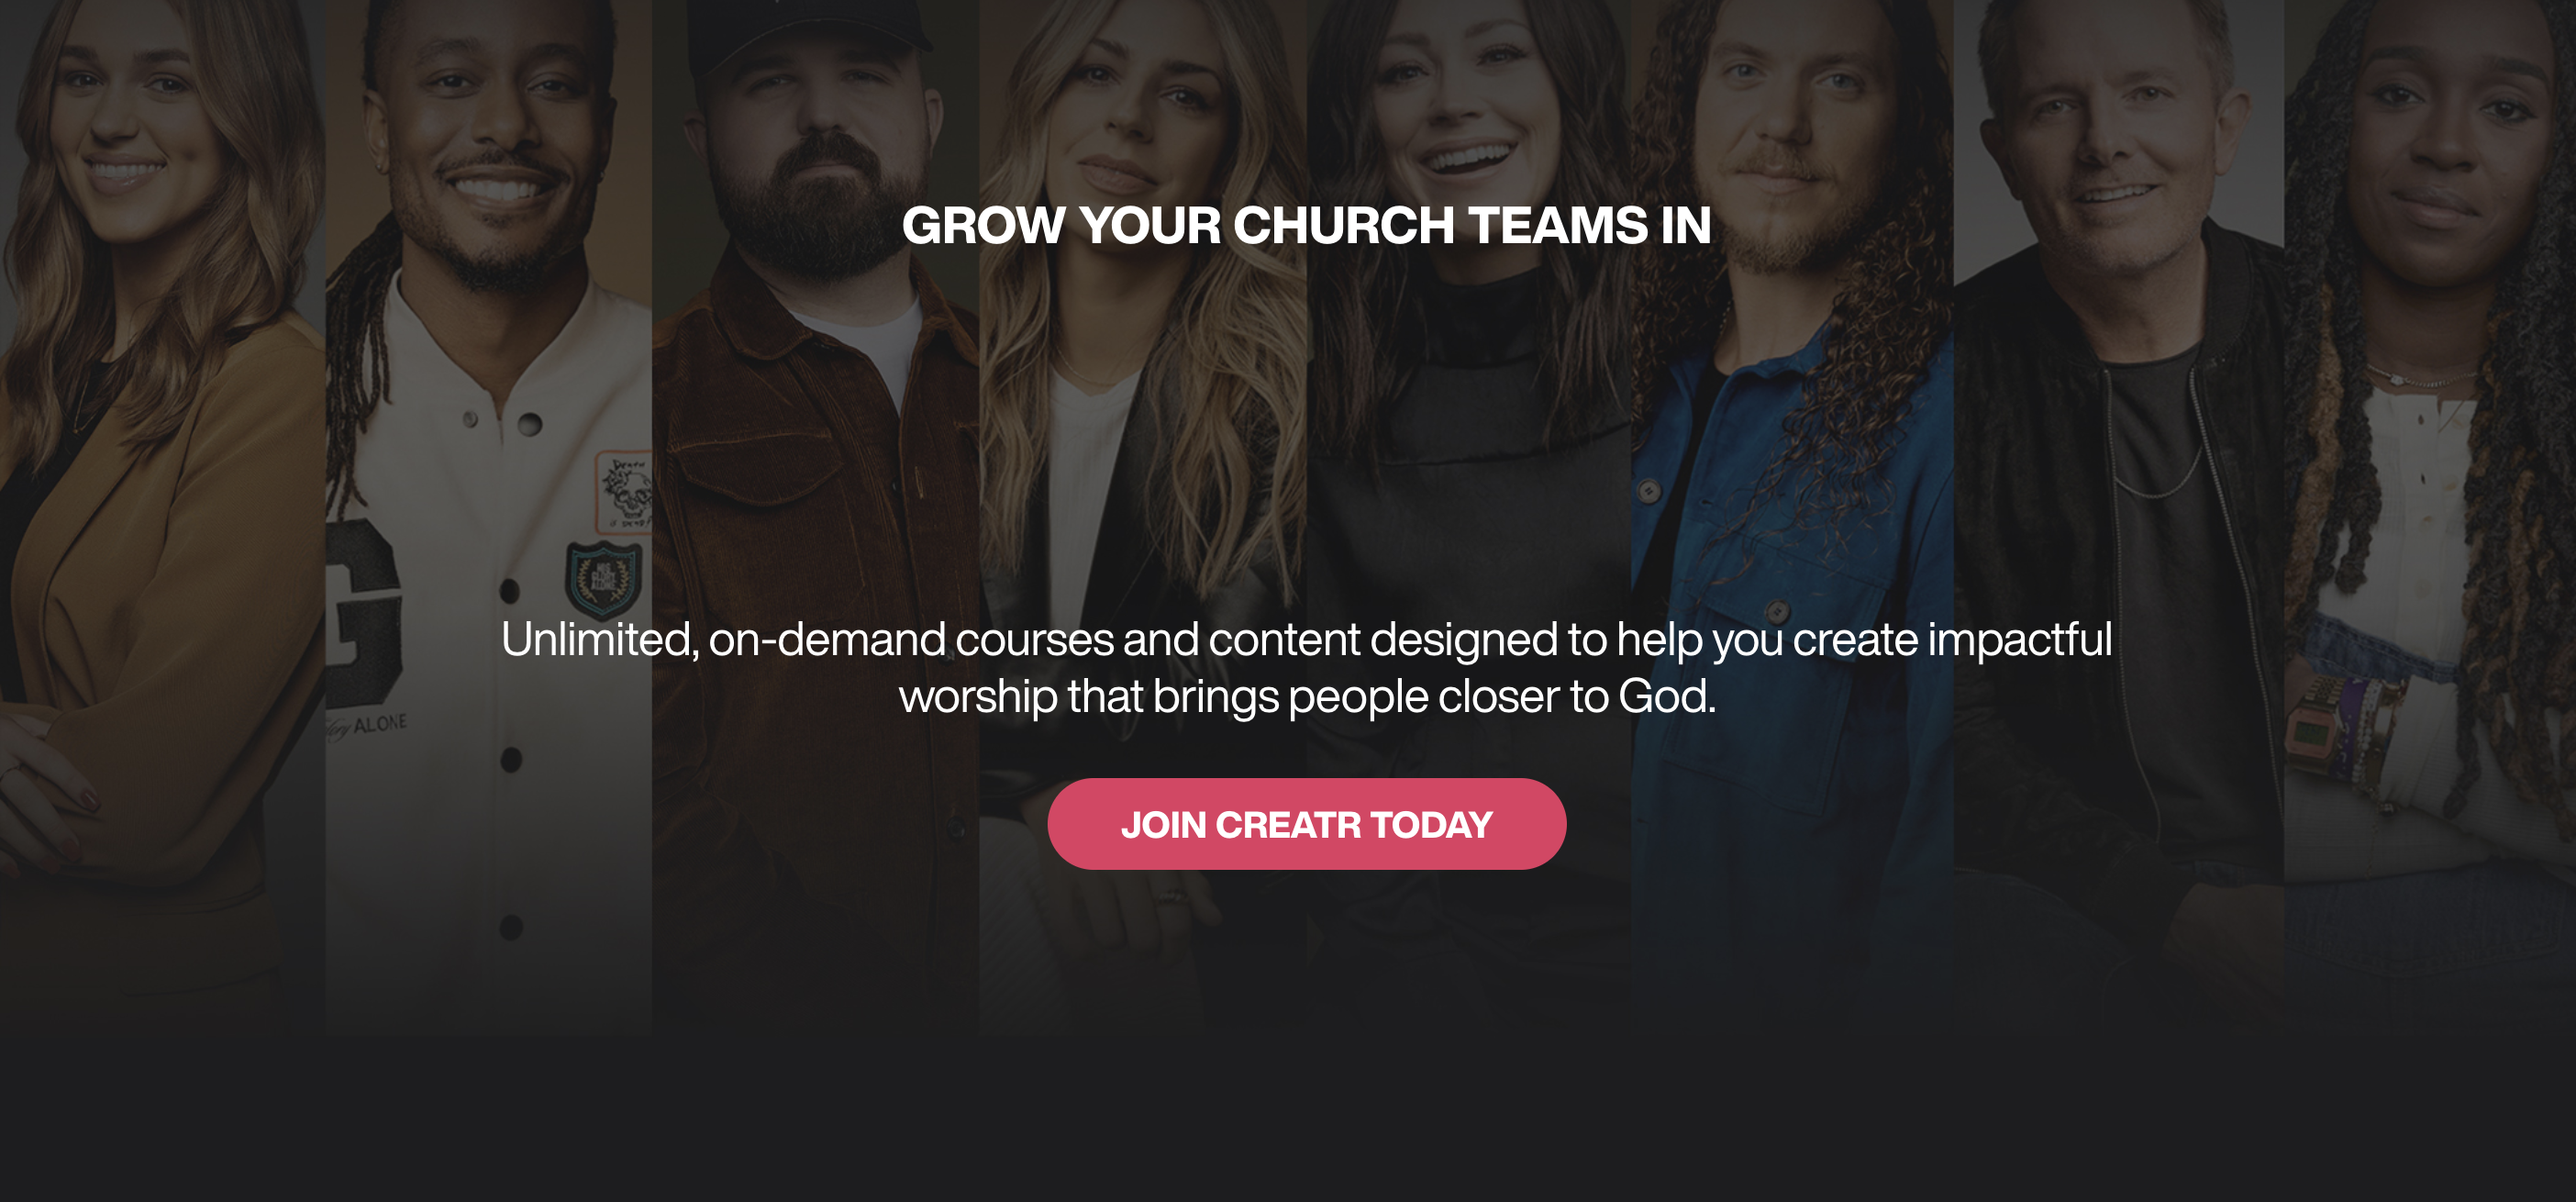 GROW YOUR CHURCH TEAMS IN
G
ALONE
Unlimited, on-demand courses and content designed to help you create impactful
worship that brings people closer to God.
JOIN CREATR TODAY